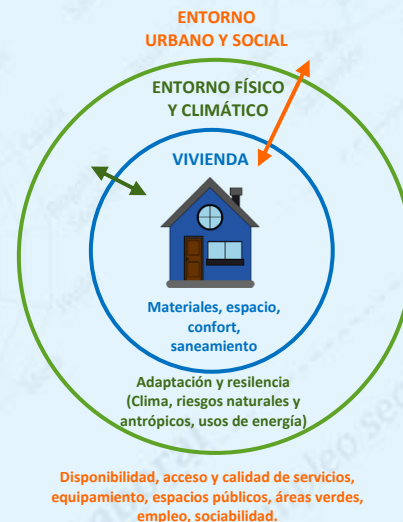 ENTORNO
URBANO Y SOCIAL
ENTORNO FÍSICO
Y CLIMÁTICO
VIVIENDA
Materiales, espacio,
confort,
saneamiento
Adaptación y resilencia
(Clima, riesgos naturales y
antrópicos, usos de energía)
Disponibilidad, acceso y calidad de servicios,
equipamiento, espacios públicos, áreas verdes,
empleo, sociabilidad.